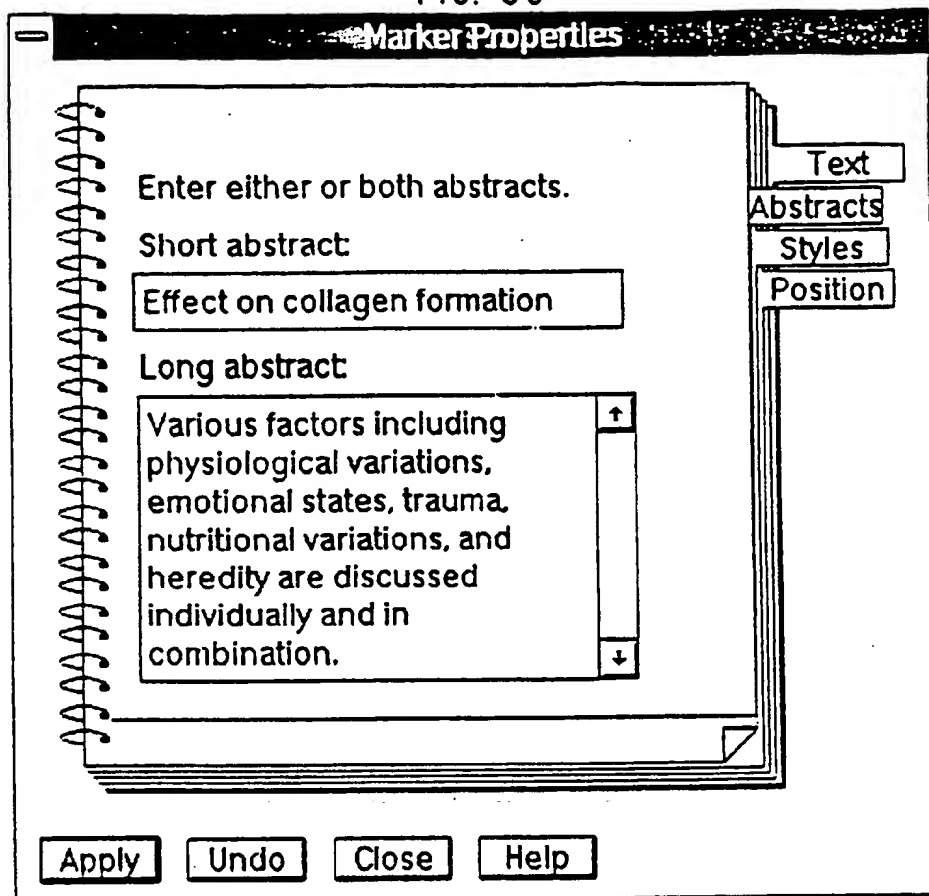 Marker Properties
Text
Abstracts
Styles
Position
Enter either or both abstracts.
Short abstract:
Effect on collagen formation
Long abstract:
Various factors including
physiological variations,
emotional states, trauma,
nutritional variations, and
heredity are discussed
individually and in
combination.
Apply Undo Close Help